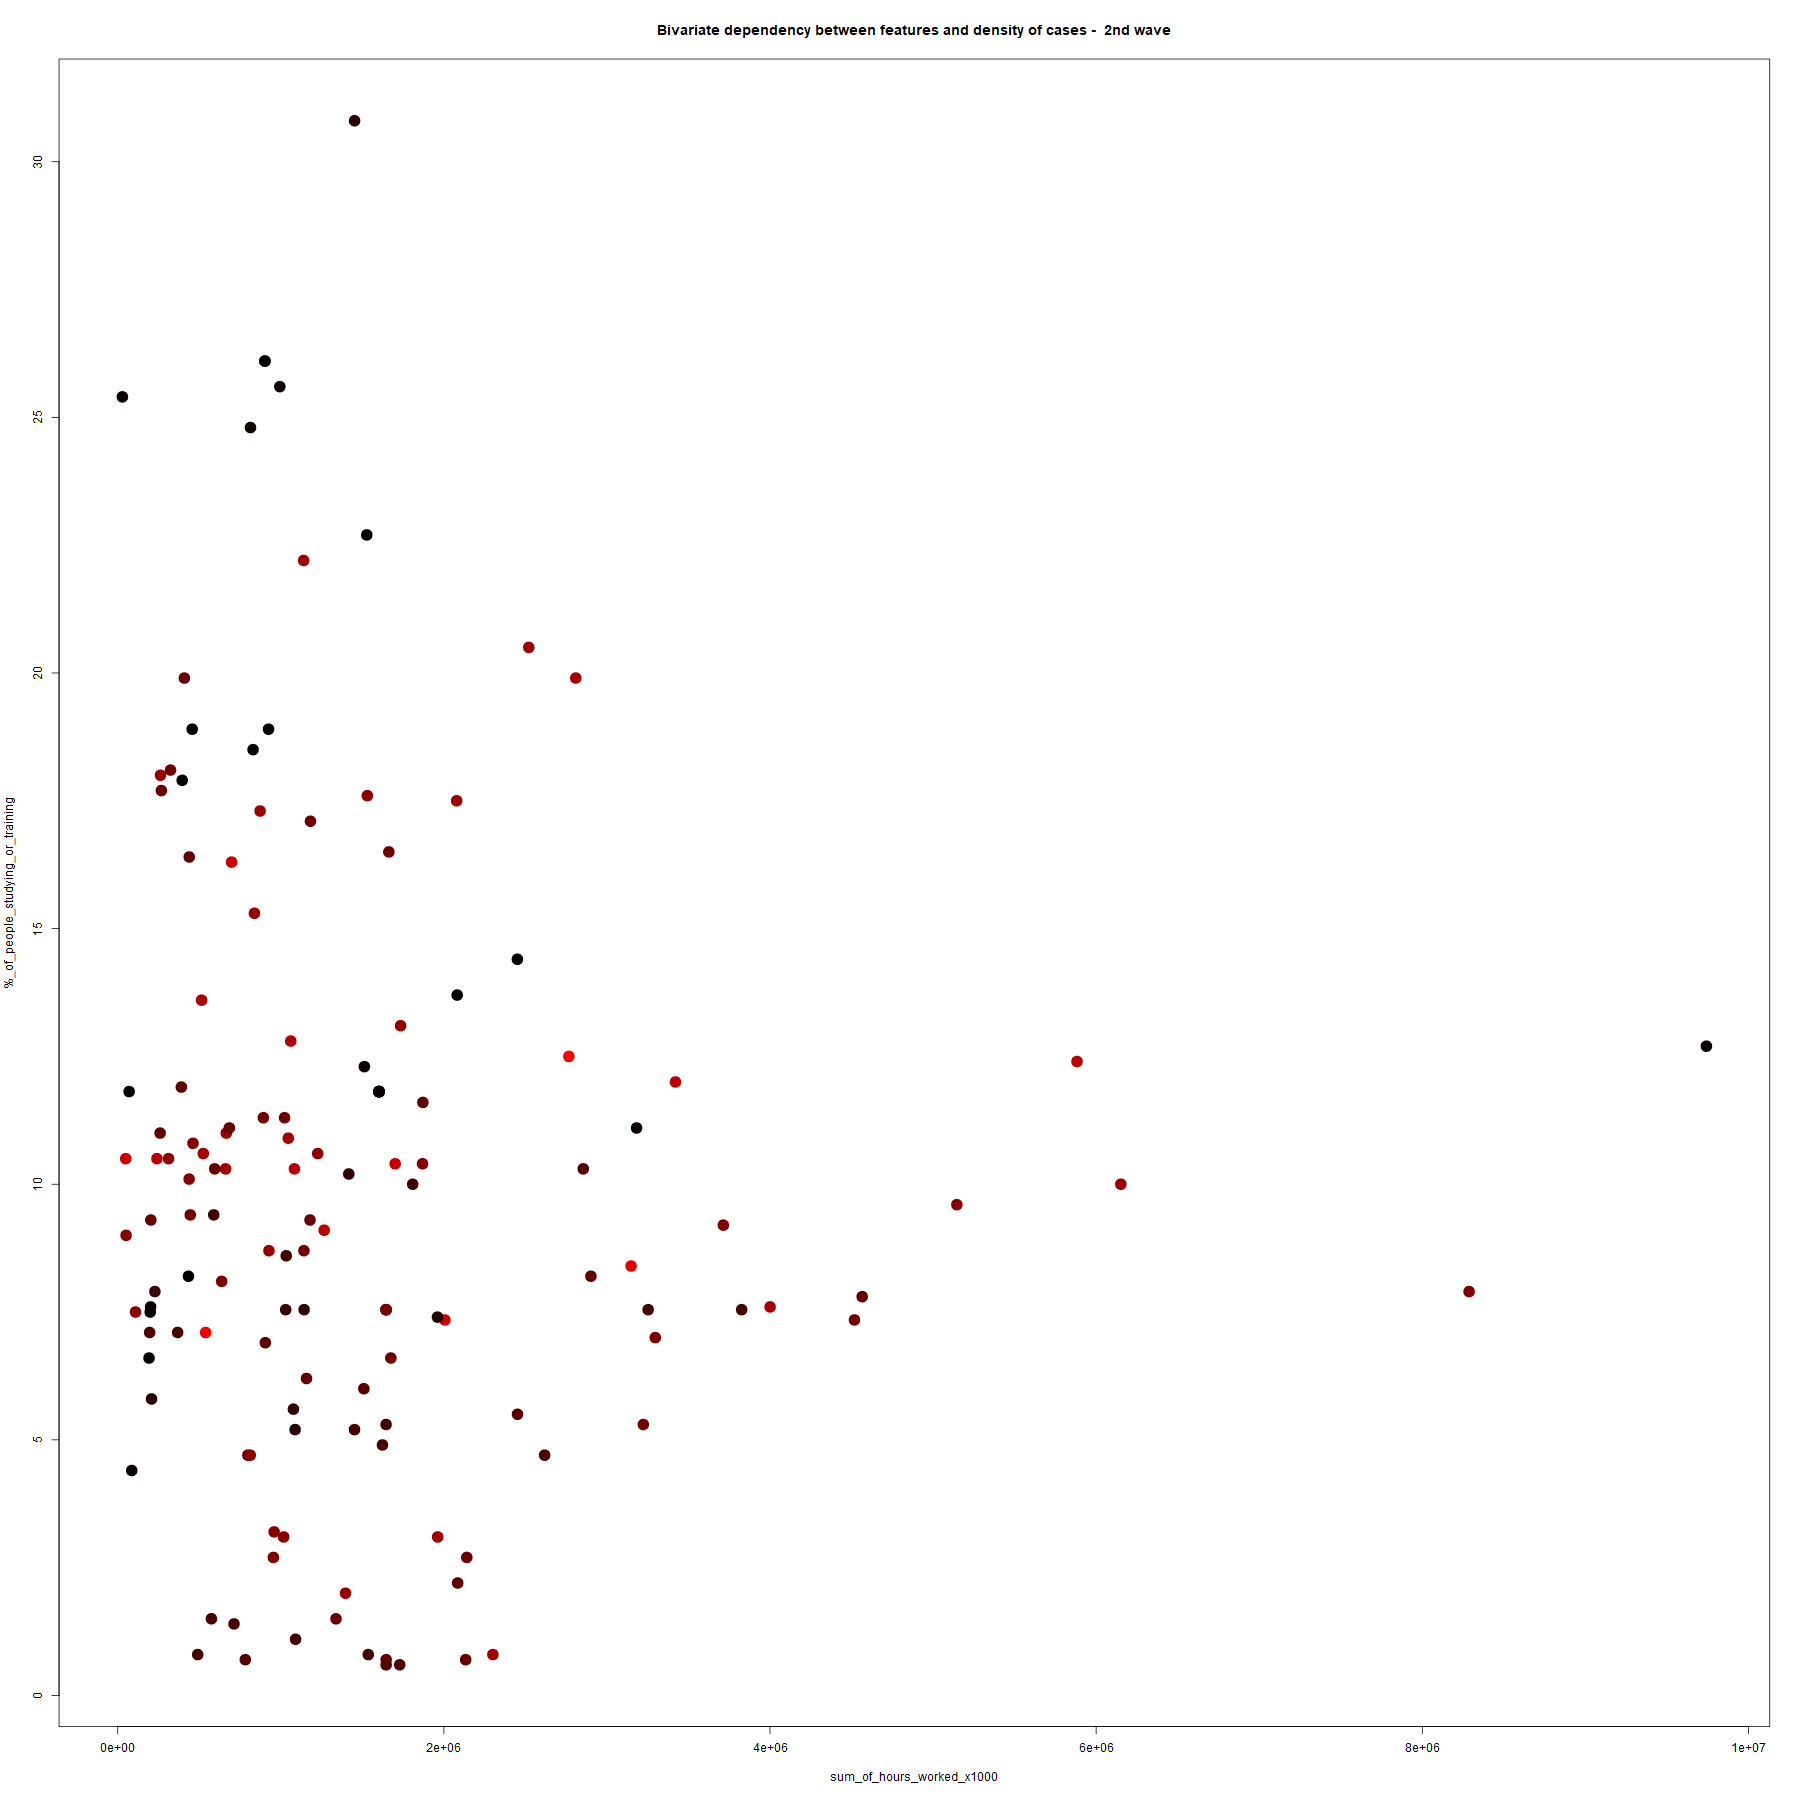 Bivariate dependency between features and density of cases -  2nd wave
30
25
20
15
10
5
0
%_of_people_studying_or_training
0e+00
2e+06
4e+06
6e+06
8e+06
1e+07
sum_of_hours_worked_x1000